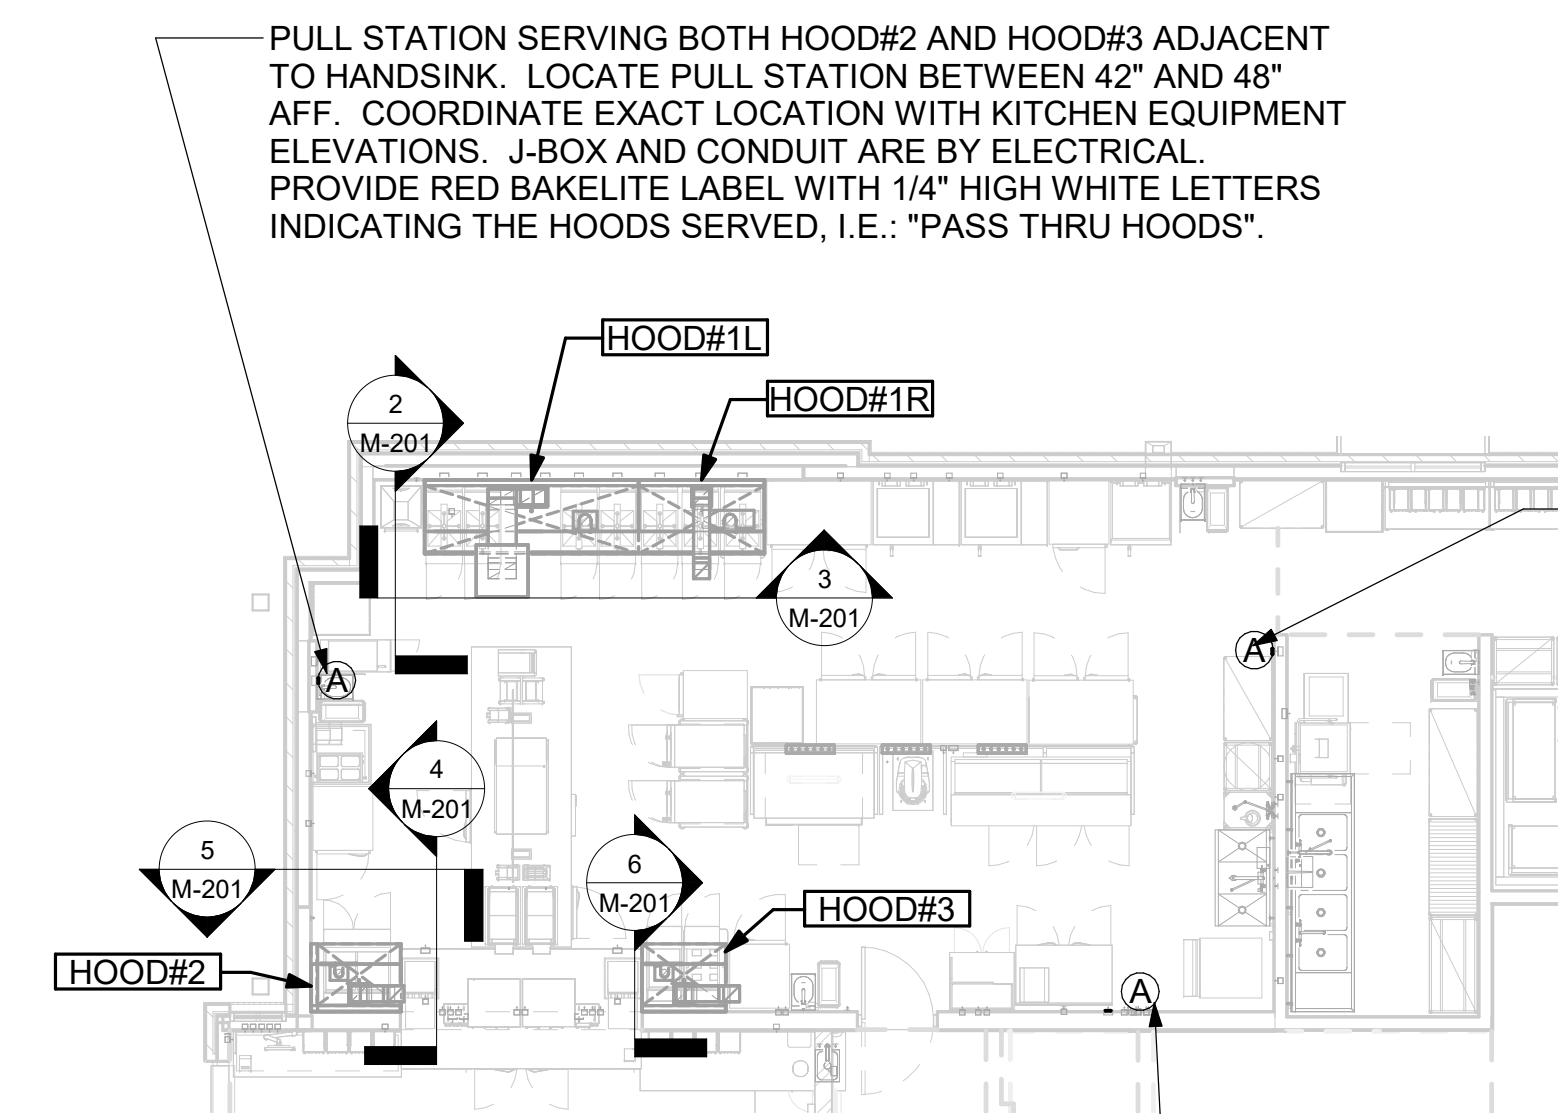 PULL STATION SERVING BOTH HOOD#2 AND HOOD#3 ADJACENT
TO HANDSINK.  LOCATE PULL STATION BETWEEN 42" AND 48"
AFF.  COORDINATE EXACT LOCATION WITH KITCHEN EQUIPMENT
ELEVATIONS.  J-BOX AND CONDUIT ARE BY ELECTRICAL.
PROVIDE RED BAKELITE LABEL WITH 1/4" HIGH WHITE LETTERS
INDICATING THE HOODS SERVED, I.E.: "PASS THRU HOODS".
HOOD#1L
HOOD#1R
2
M-201
3
M-201
A
A
4
M-201
5
M-201
6
M-201
HOOD#3
HOOD#2
A